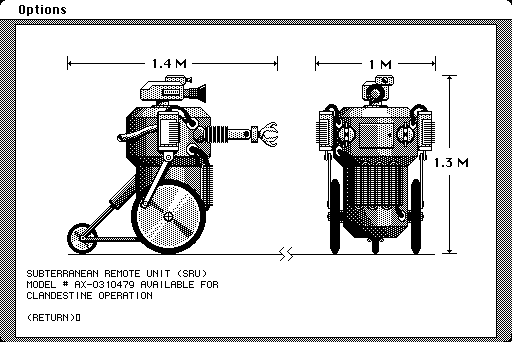 Options
1.4 M
1 M
1.3 M
SUBTERRANEAN REMOTE UNIT (SRU)
MODEL # AX-0310479 AVAILABLE FOR
CLANDESTINE OPERATION
(RETURN)